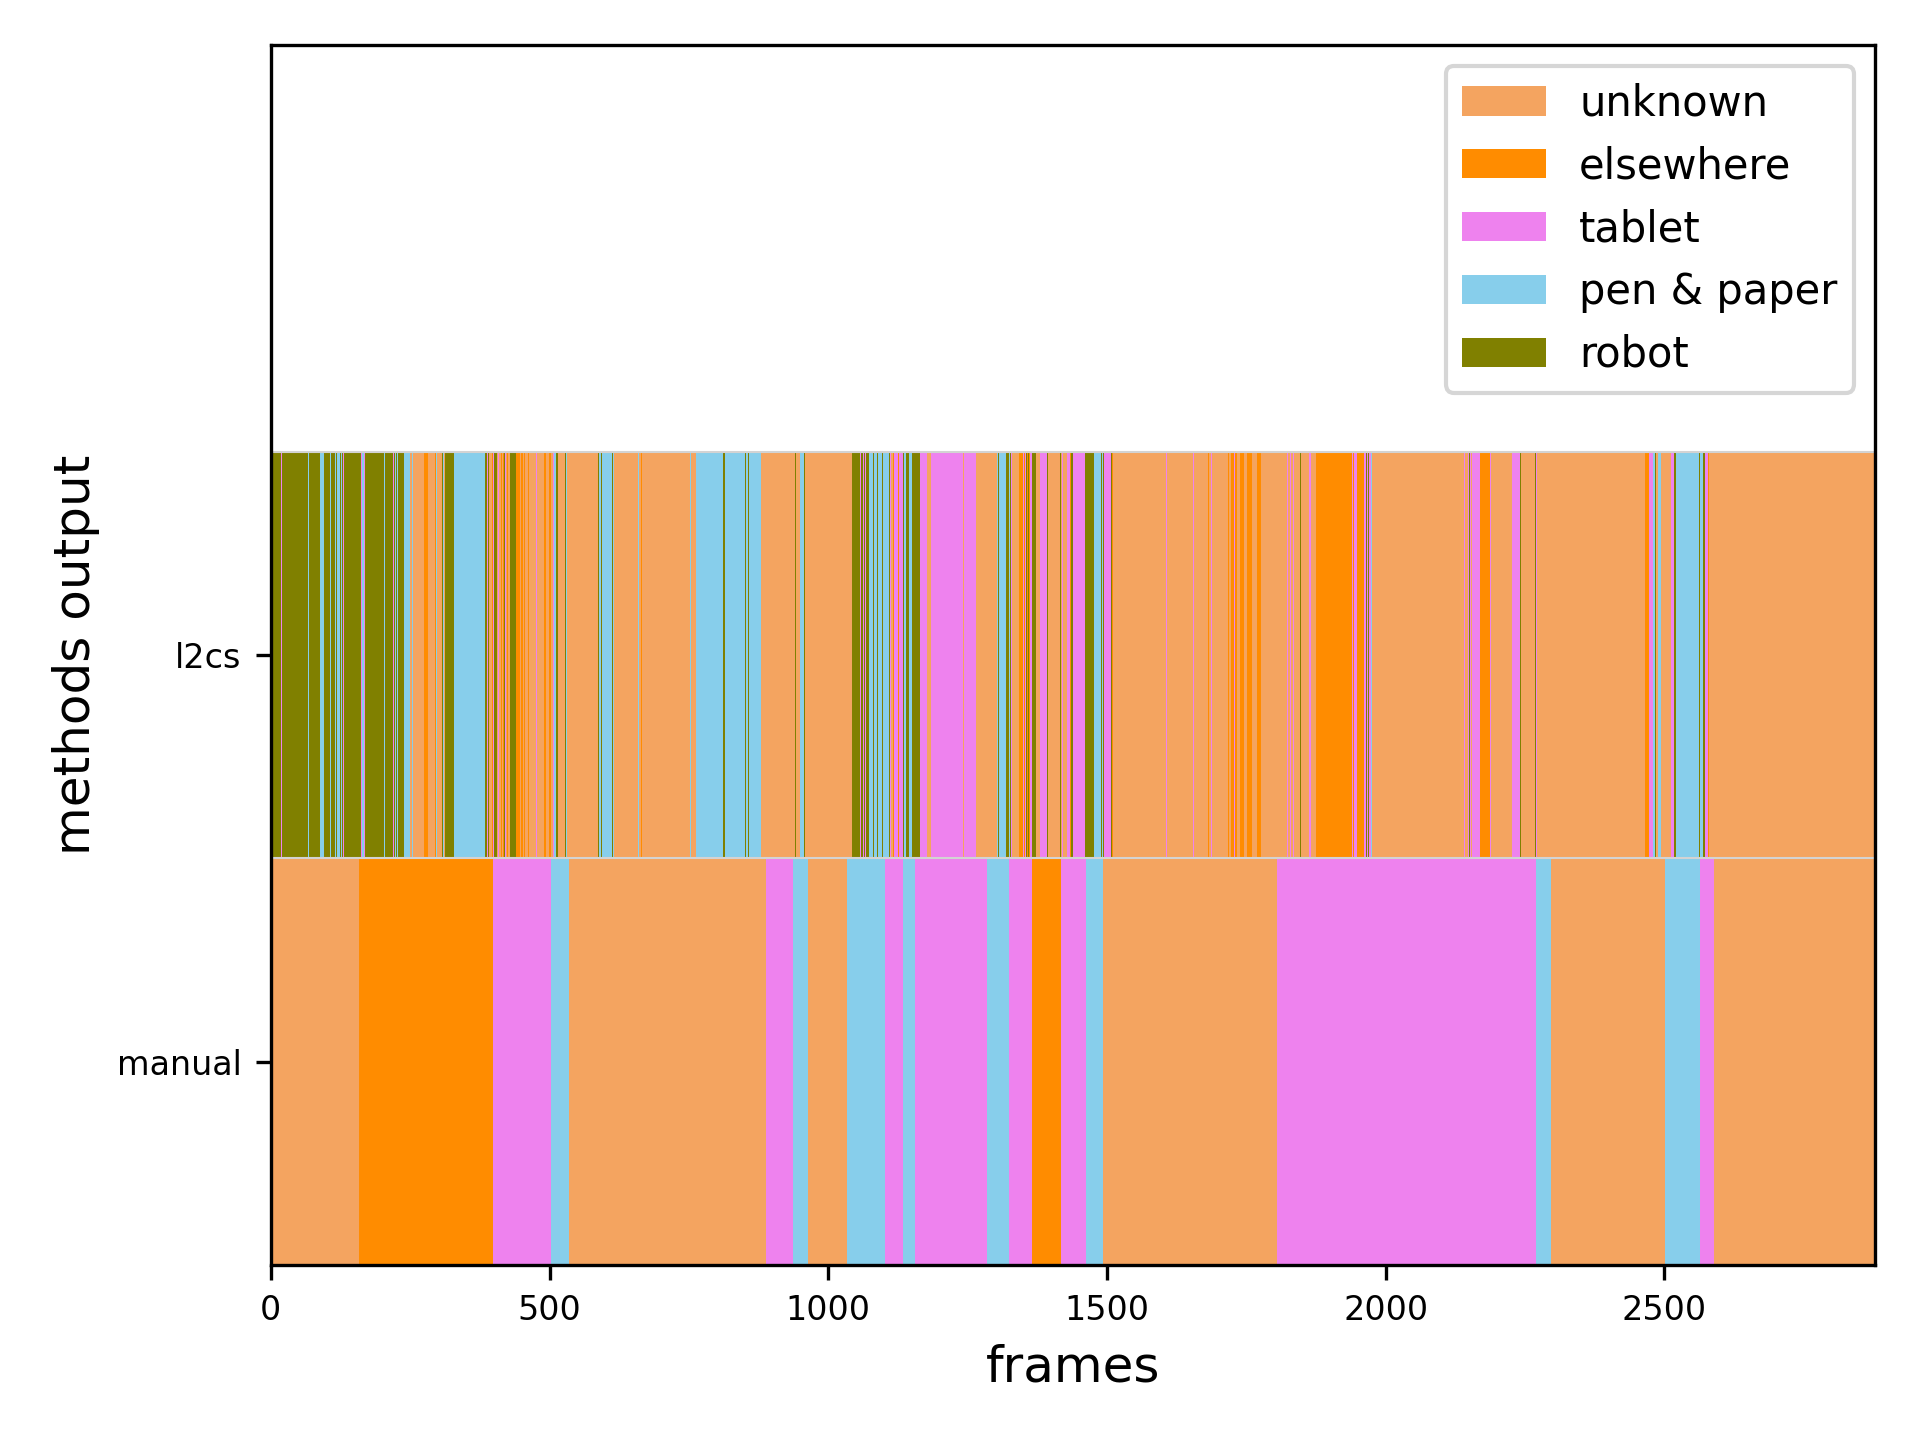 unknown
elsewhere
tablet
pen & paper
robot
methods output
l2cs
manual
0 500 1000 1500 2000 2500
frames